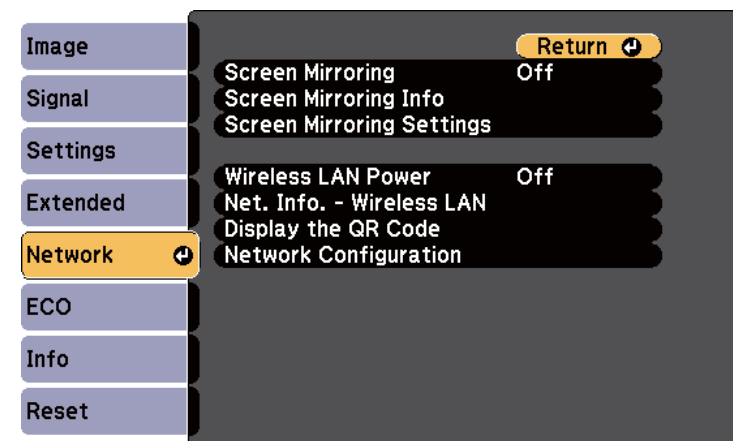 Image
Signal
Settings
Extended
Network
ECO
Info
Reset
Return
Screen Mirroring Off
Screen Mirroring Info
Screen Mirroring Settings
Wireless LAN Power Off
Net. Info. - Wireless LAN
Display the QR Code
Network Configuration